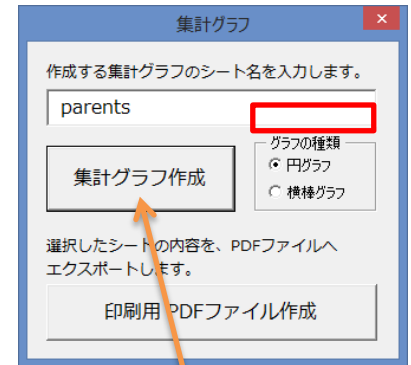 集計グラフ
作成する集計グラフのシート名を入力します。
parents
集計グラフ作成
グラフの種類
円グラフ
横棒グラフ
選択したシートの内容を、PDFファイルへ
エクスポートします。
印刷用PDFファイル作成